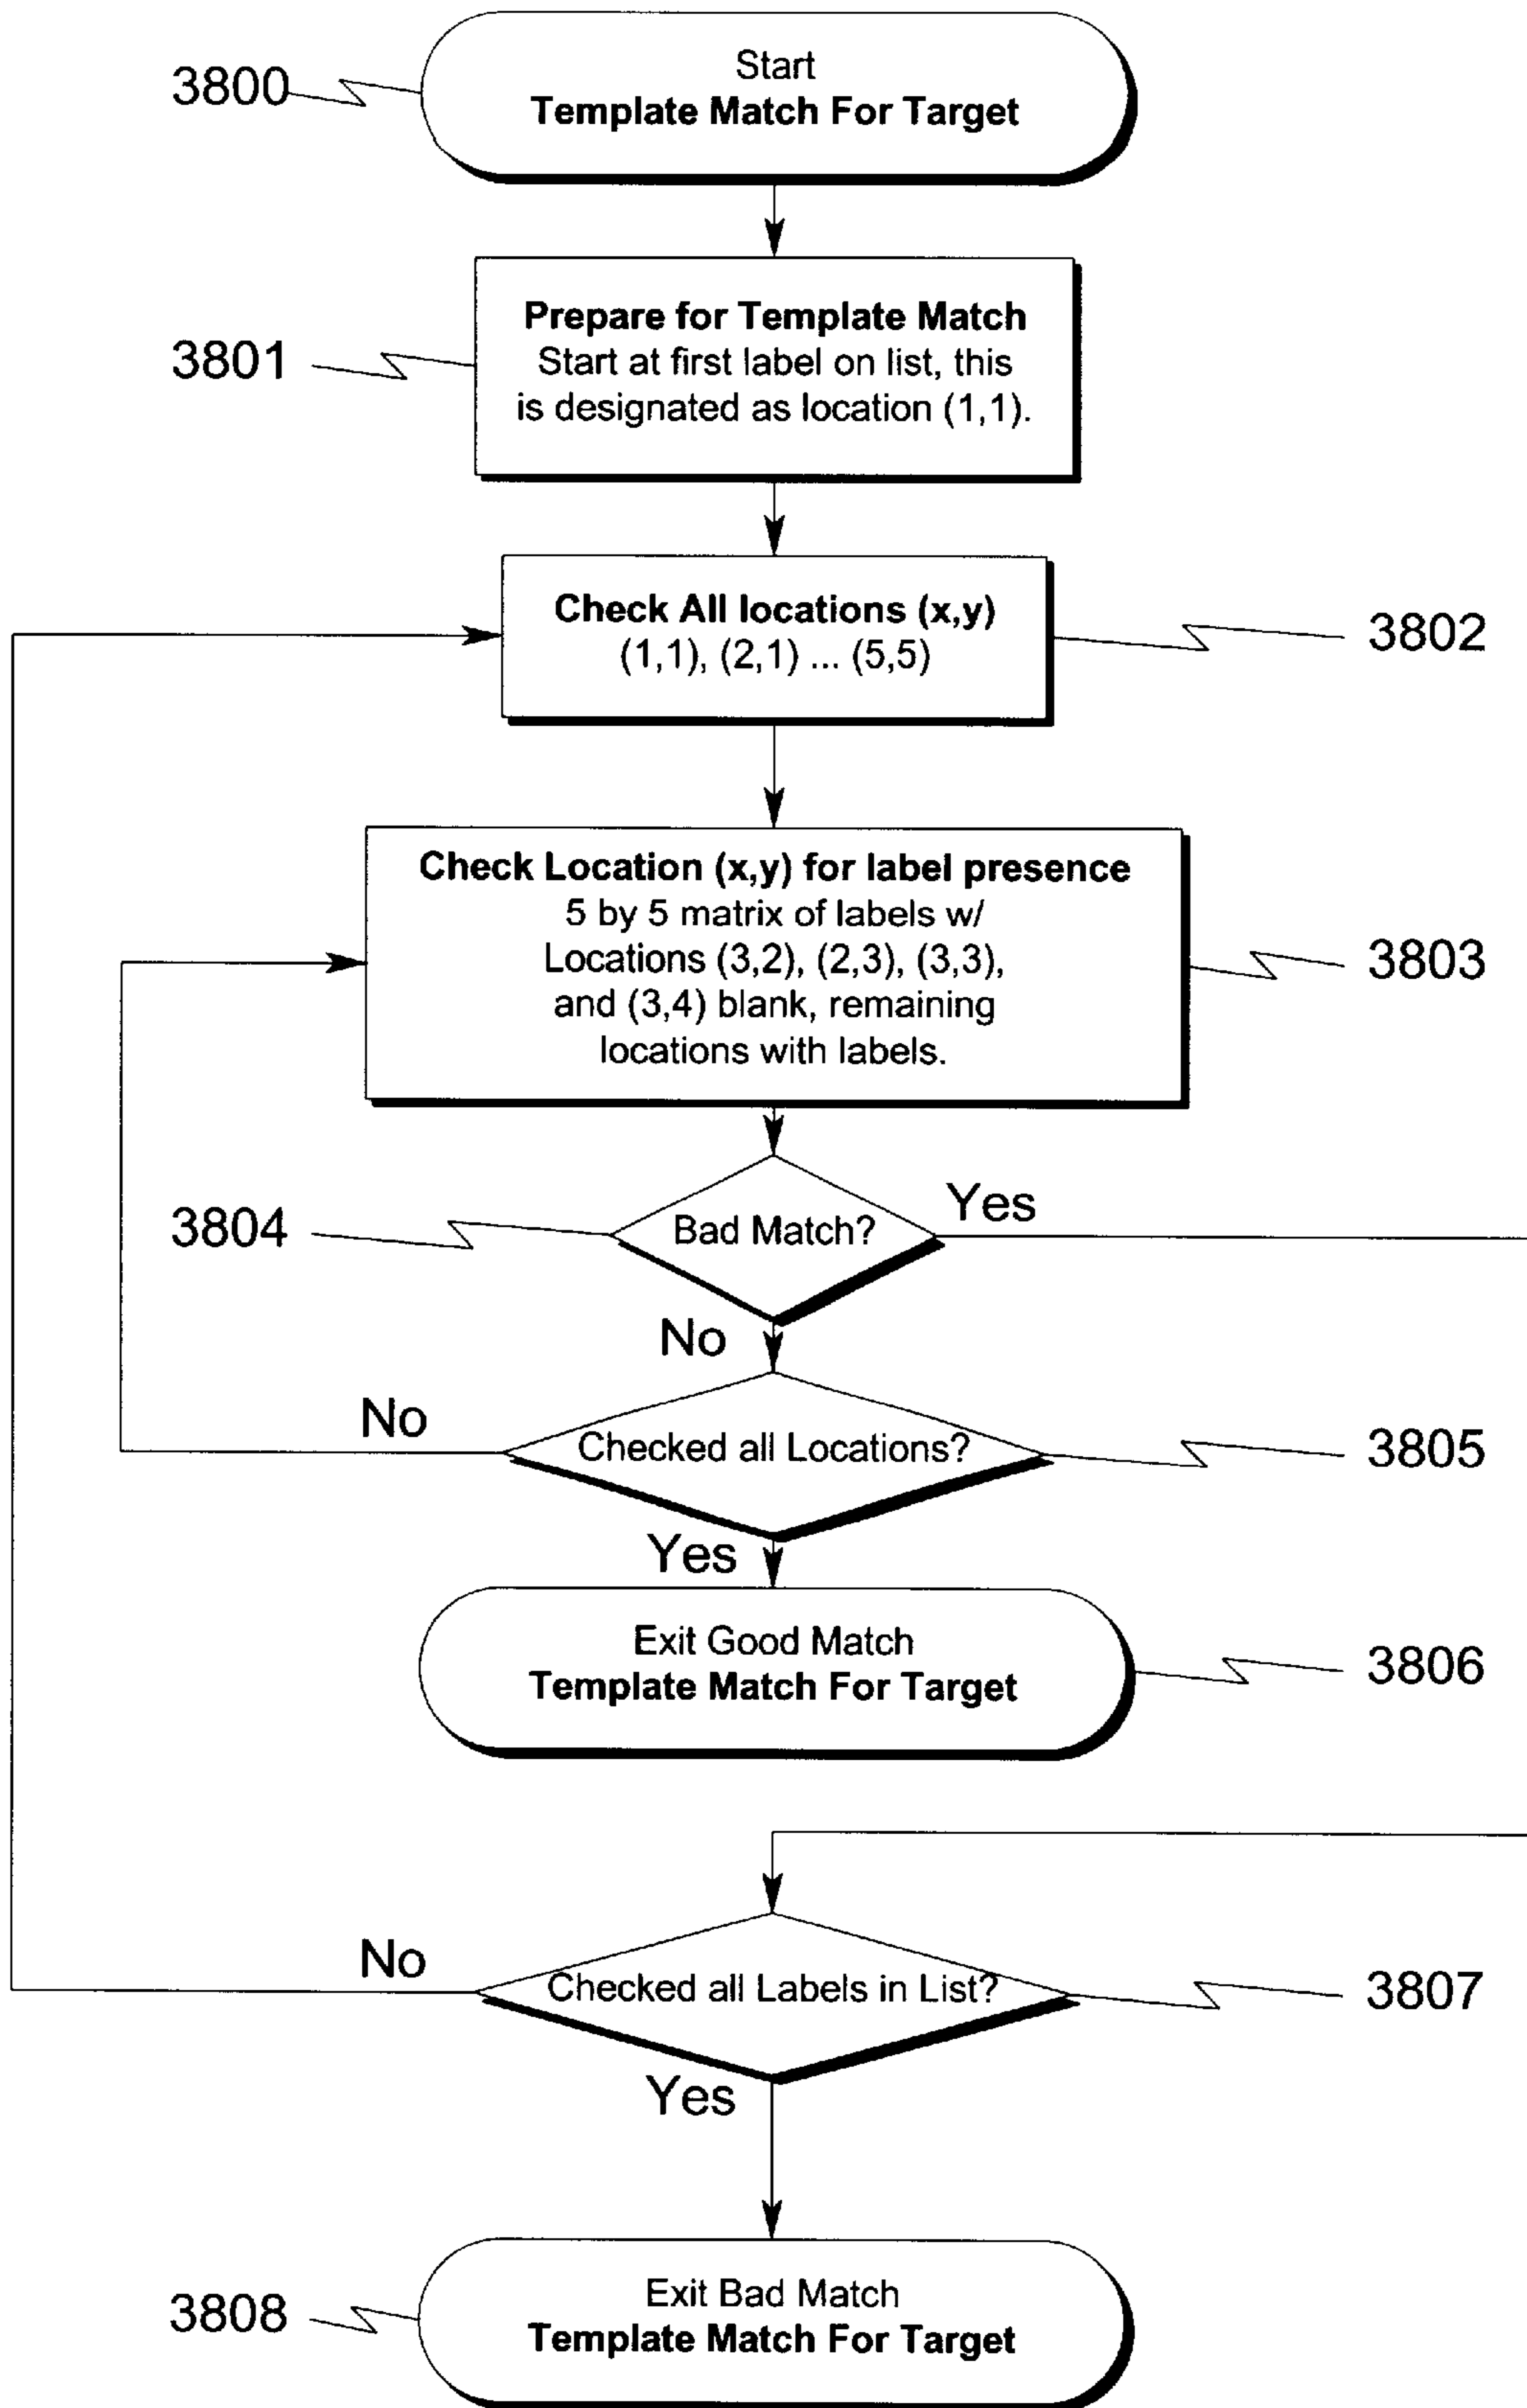 3800
Start
Template Match For Target
3801
Prepare for Template Match
Start at first label on list, this
is designated as location (1,1).
Check All locations (x,y)
(1,1), (2,1) ... (5,5)
3802
Check Location (x,y) for label presence
5 by 5 matrix of labels w/
Locations (3,2), (2,3), (3,3),
and (3,4) blank, remaining
locations with labels.
3803
3804
Bad Match?
Yes
No
No
Checked all Locations?
3805
Yes
Exit Good Match
Template Match For Target
3806
No
Checked all Labels in List?
3807
Yes
3808
Exit Bad Match
Template Match For Target